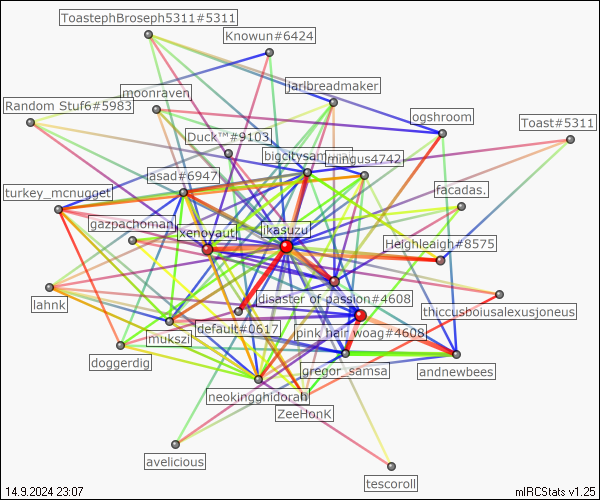 ToastephBroseph5311#5311
Knowun#6424
jarlbreadmaker
moonraven
Random Stuf6#5983
ogshroom
Toast#5311
Duck™#9103
mingus4742
asad#6947
turkey_mcnugget
facadas.
gazpachoman
xenoyaut
likasuzu
Heighleaigh#8575
disaster of passion#4608
lahnk
thiccusboiusalexusjoneus
default#0617
pink hair woag#4608
mukszi
doggerdig
gregor_samsa
andnewbees
neokingghidorah
ZeeHonK
avelicious
tescoroll
14.9.2024 23:07
mIRCStats v1.25